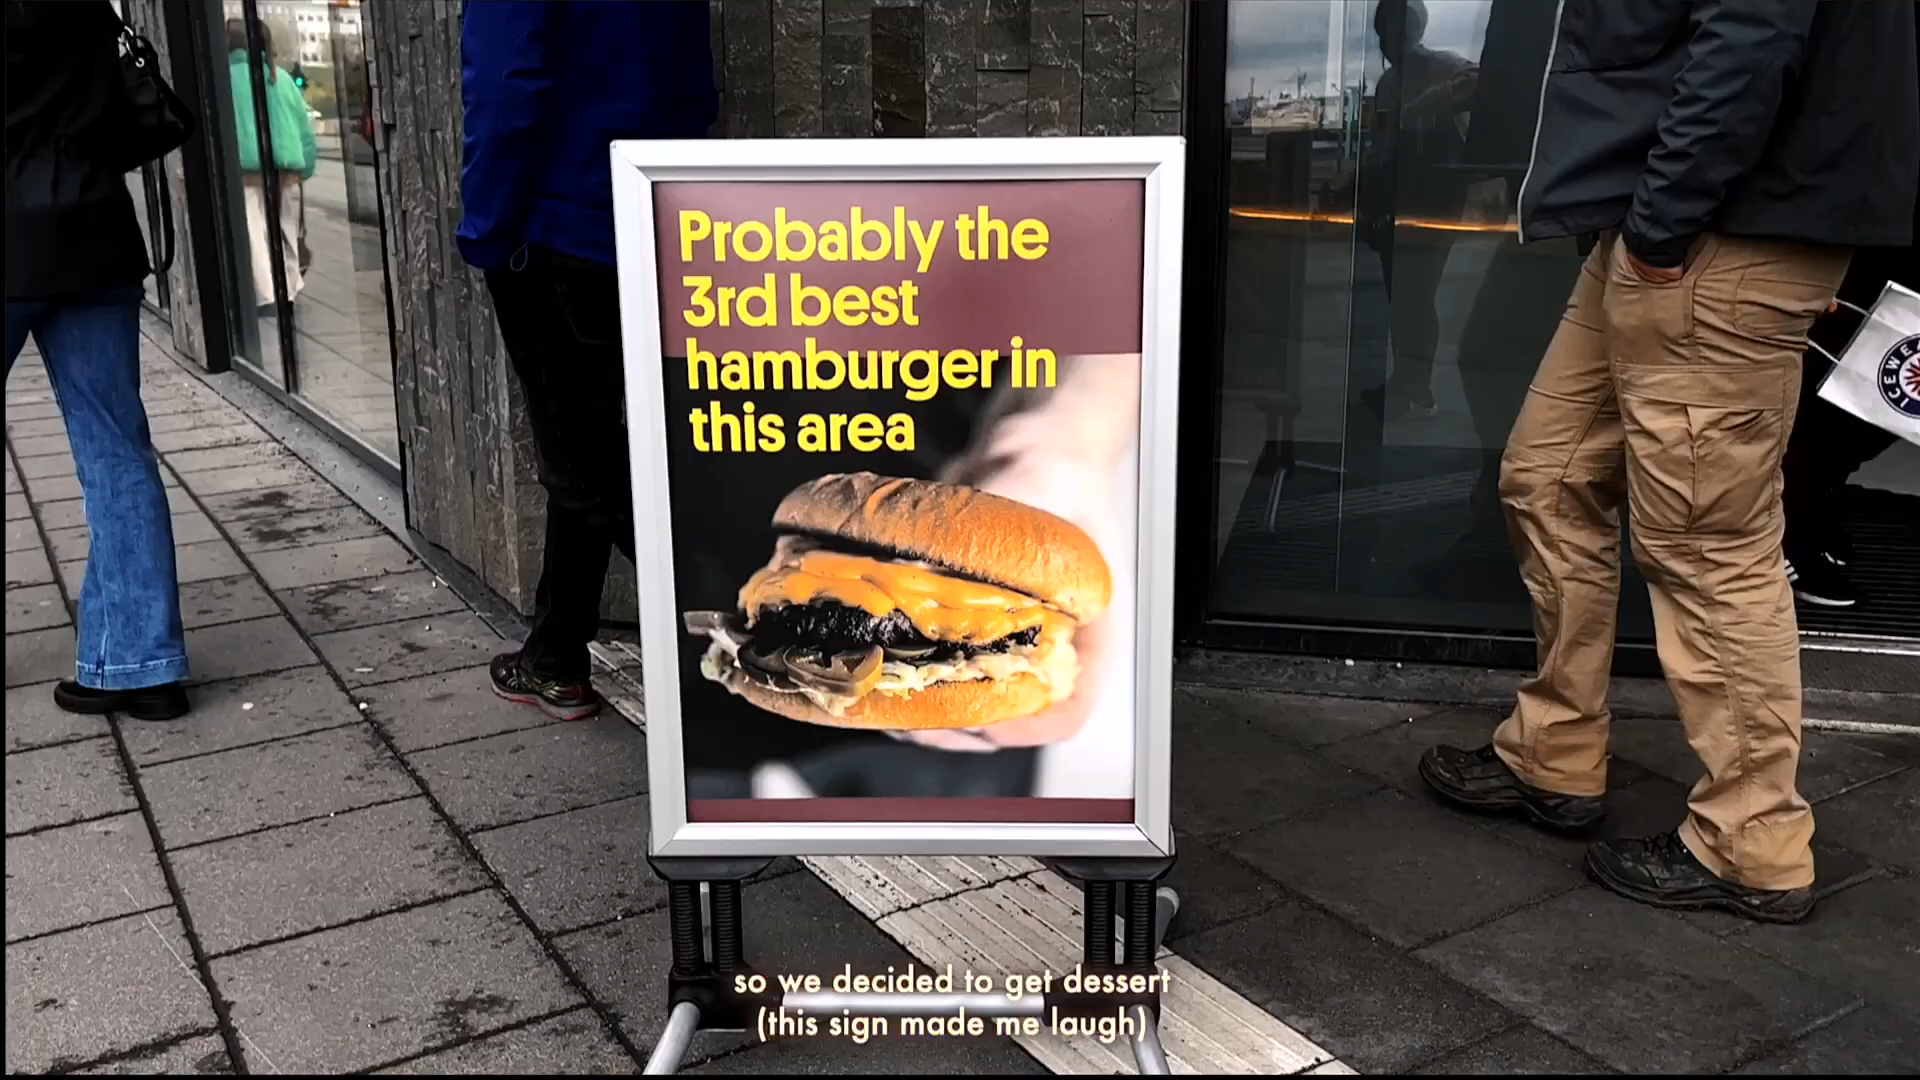 Probably the
3rd best
hamburger in
this area
ICEWE
so we decided to get dessert
(this sign made me laugh)